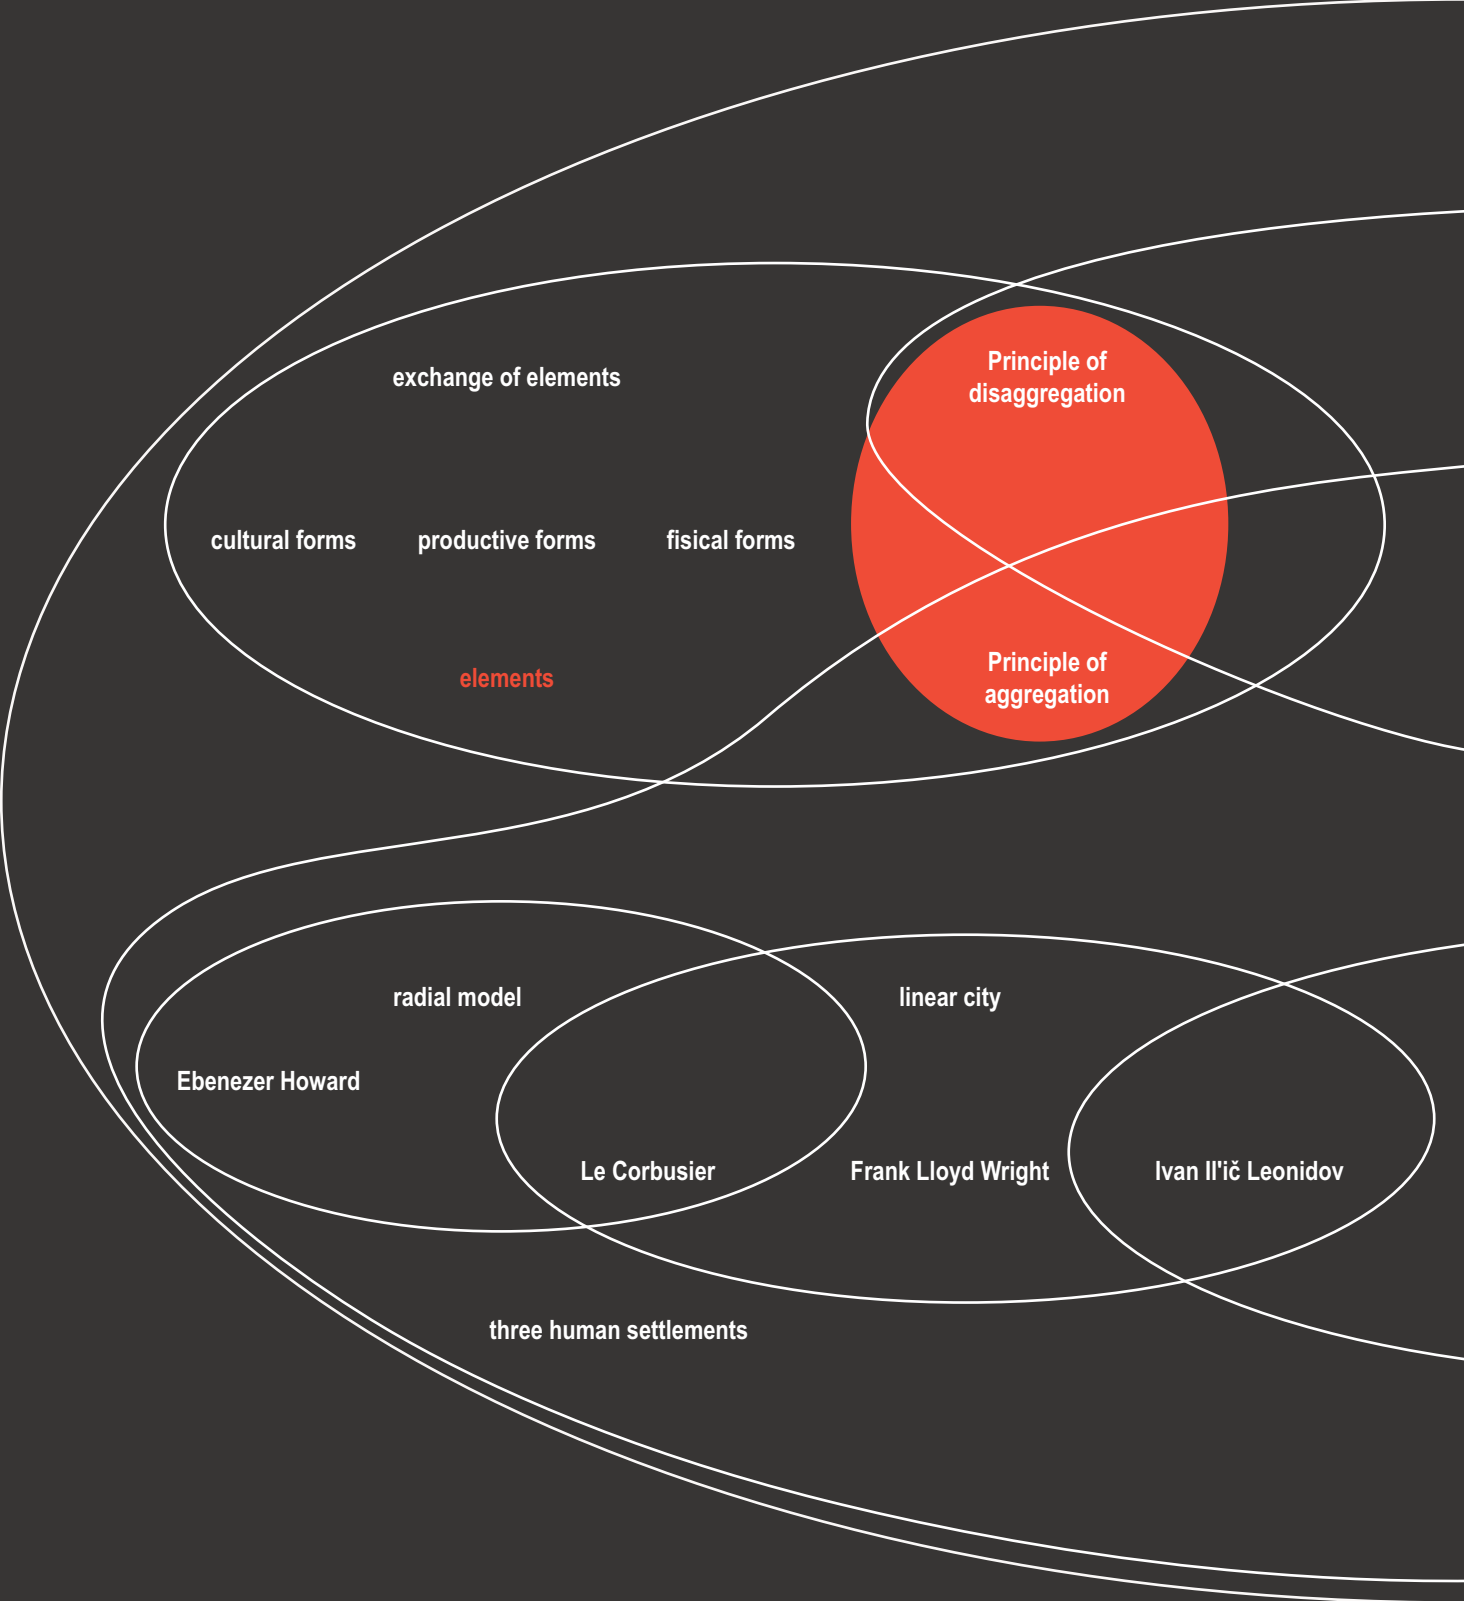 Principle of
disaggregation
exchange of elements
cultural forms
productive forms
fisical forms
Principle of
aggregation
elements
radial model
linear city
Ebenezer Howard
Le Corbusier
Frank Lloyd Wright
Ivan Il'ič Leonidov
three human settlements